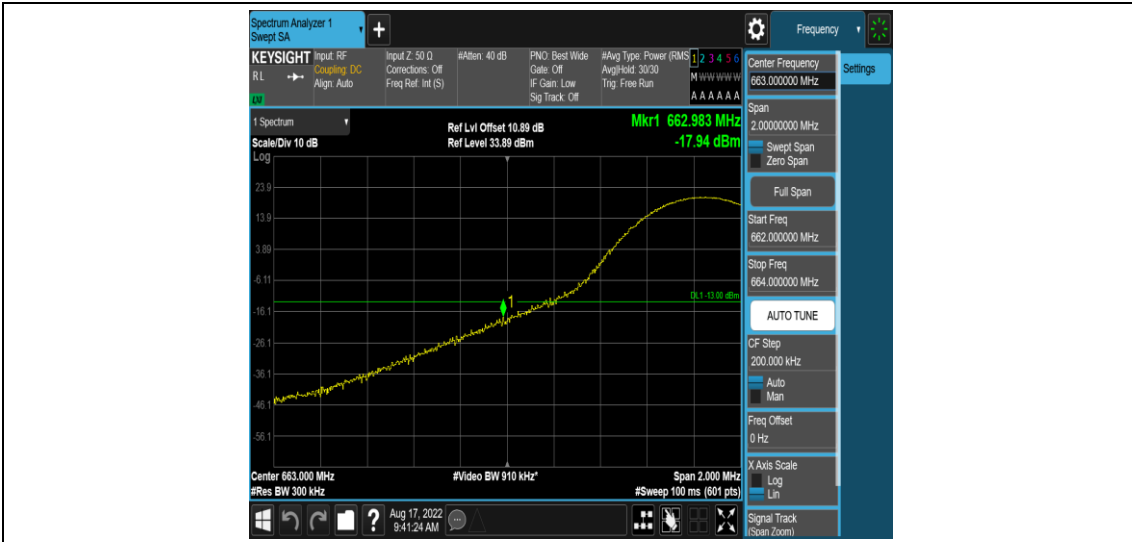 Spectrum Analyzer 1
Swept SA
+
Frequency
KEYSIGHT
RL
LXI
Input: RF
Coupling: DC
Align: Auto
Input Z: 50 Ω
Corrections: Off
Freq Ref: Int (S)
#Atten: 40 dB
PNO: Best Wide
Gate: Off
IF Gain: Low
Sig Track: Off
#Avg Type: Power (RMS
Avg|Hold: 30/30
Trig: Free Run
1 2 3 4 5 6
M W W W W W
A A A A A A
1 Spectrum
Scale/Div 10 dB
Log
Ref Lvl Offset 10.89 dB
Ref Level 33.89 dBm
Mkr1 662.983 MHz
-17.94 dBm
23.9
13.9
3.89
-6.11
-16.1
-26.1
-36.1
-46.1
-56.1
1
DL1 -13.00 dBm
Center 663.000 MHz
#Res BW 300 kHz
#Video BW 910 kHz*
Span 2.000 MHz
#Sweep 100 ms (601 pts)
Aug 17, 2022
9:41:24 AM
?
Center Frequency
663.000000 MHz
Settings
Span
2.00000000 MHz
Swept Span
Zero Span
Full Span
Start Freq
662.000000 MHz
Stop Freq
664.000000 MHz
AUTO TUNE
CF Step
200.000 kHz
Auto
Man
Freq Offset
0 Hz
X Axis Scale
Log
Lin
Signal Track
(Span Zoom)